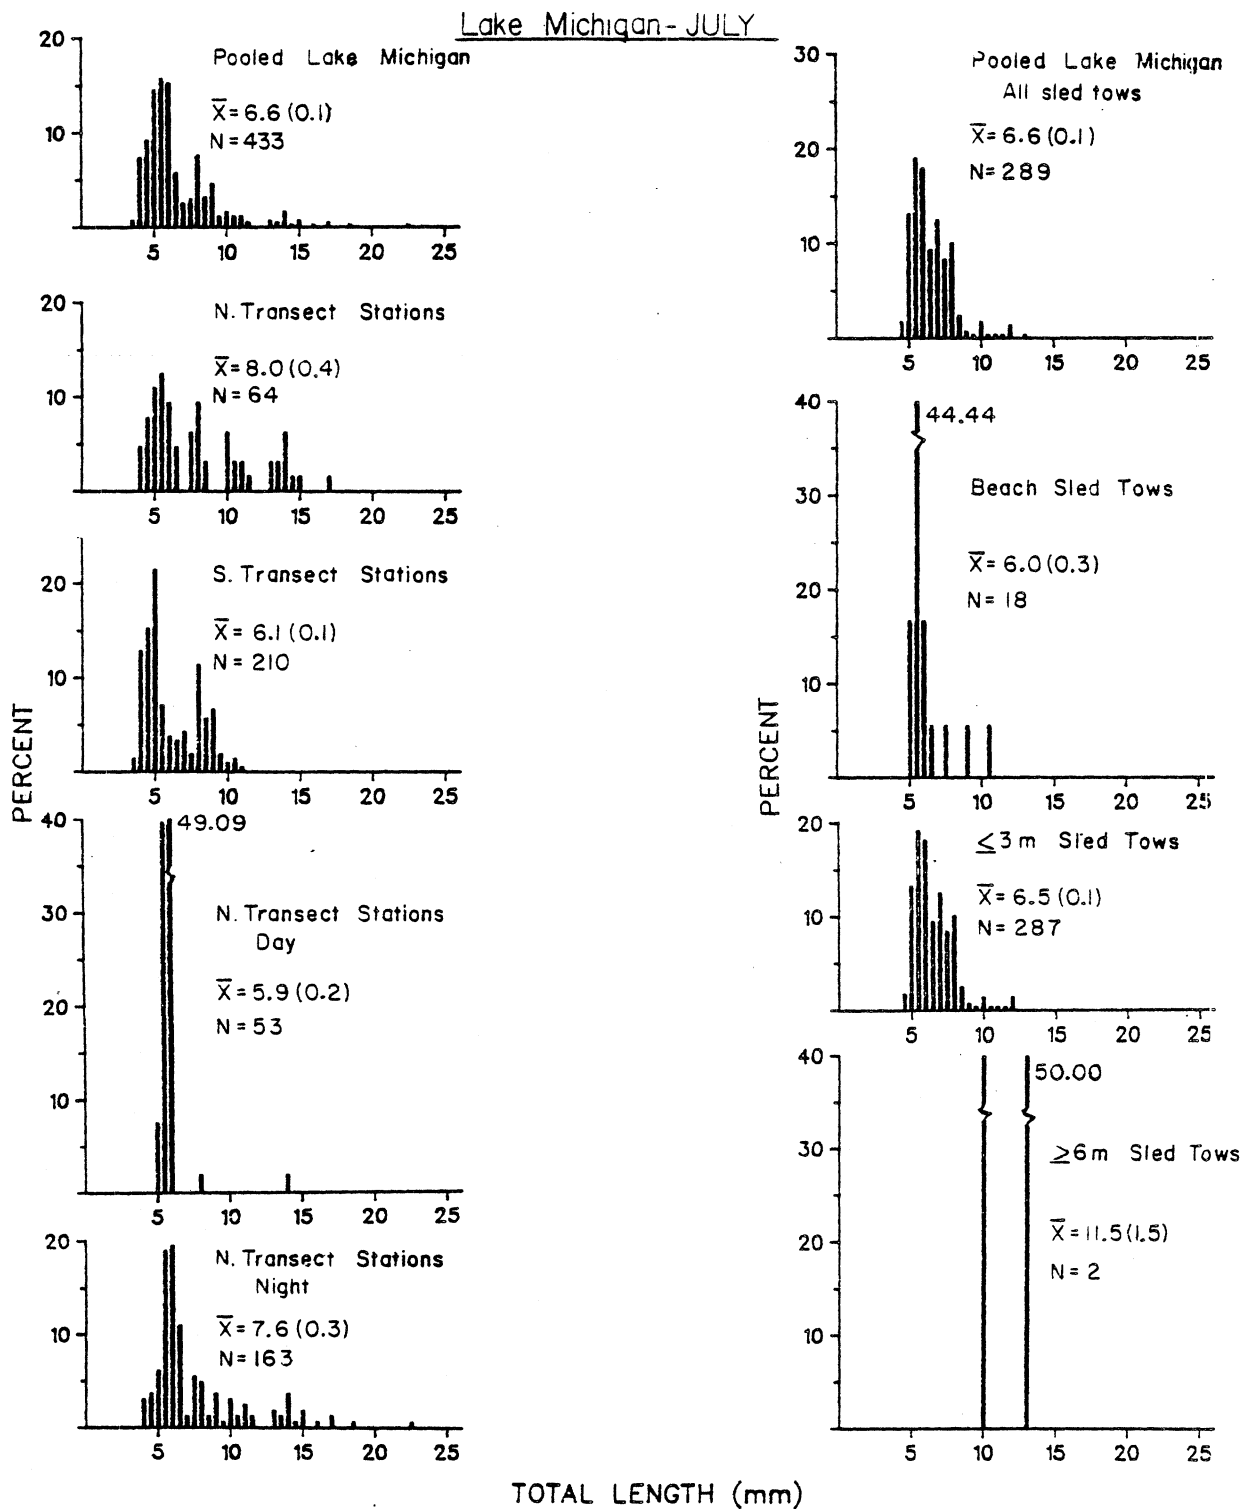 Lake Michigan-JULY
Pooled Lake Michigan
X̅=6.6(0.1)
N=433
20
10
5 10 15 20 25
N. Transect Stations
X̅=8.0(0.4)
N=64
20
10
5 10 15 20 25
S. Transect Stations
X̅=6.1(0.1)
N=210
20
10
5 10 15 20 25
49.09
N. Transect Stations
Day
X̅=5.9(0.2)
N=53
40
30
20
10
5 10 15 20 25
N. Transect Stations
Night
X̅=7.6(0.3)
N=163
20
10
5 10 15 20 25
PERCENT
Pooled Lake Michigan
All sled tows
X̅=6.6(0.1)
N=289
30
20
10
5 10 15 20 25
44.44
Beach Sled Tows
X̅=6.0(0.3)
N=18
40
30
20
10
5 10 15 20 25
≤3m Sled Tows
X̅=6.5(0.1)
N=287
20
10
5 10 15 20 25
50.00
≥6m Sled Tows
X̅=11.5(1.5)
N=2
40
30
20
10
5 10 15 20 25
PERCENT
TOTAL LENGTH (mm)